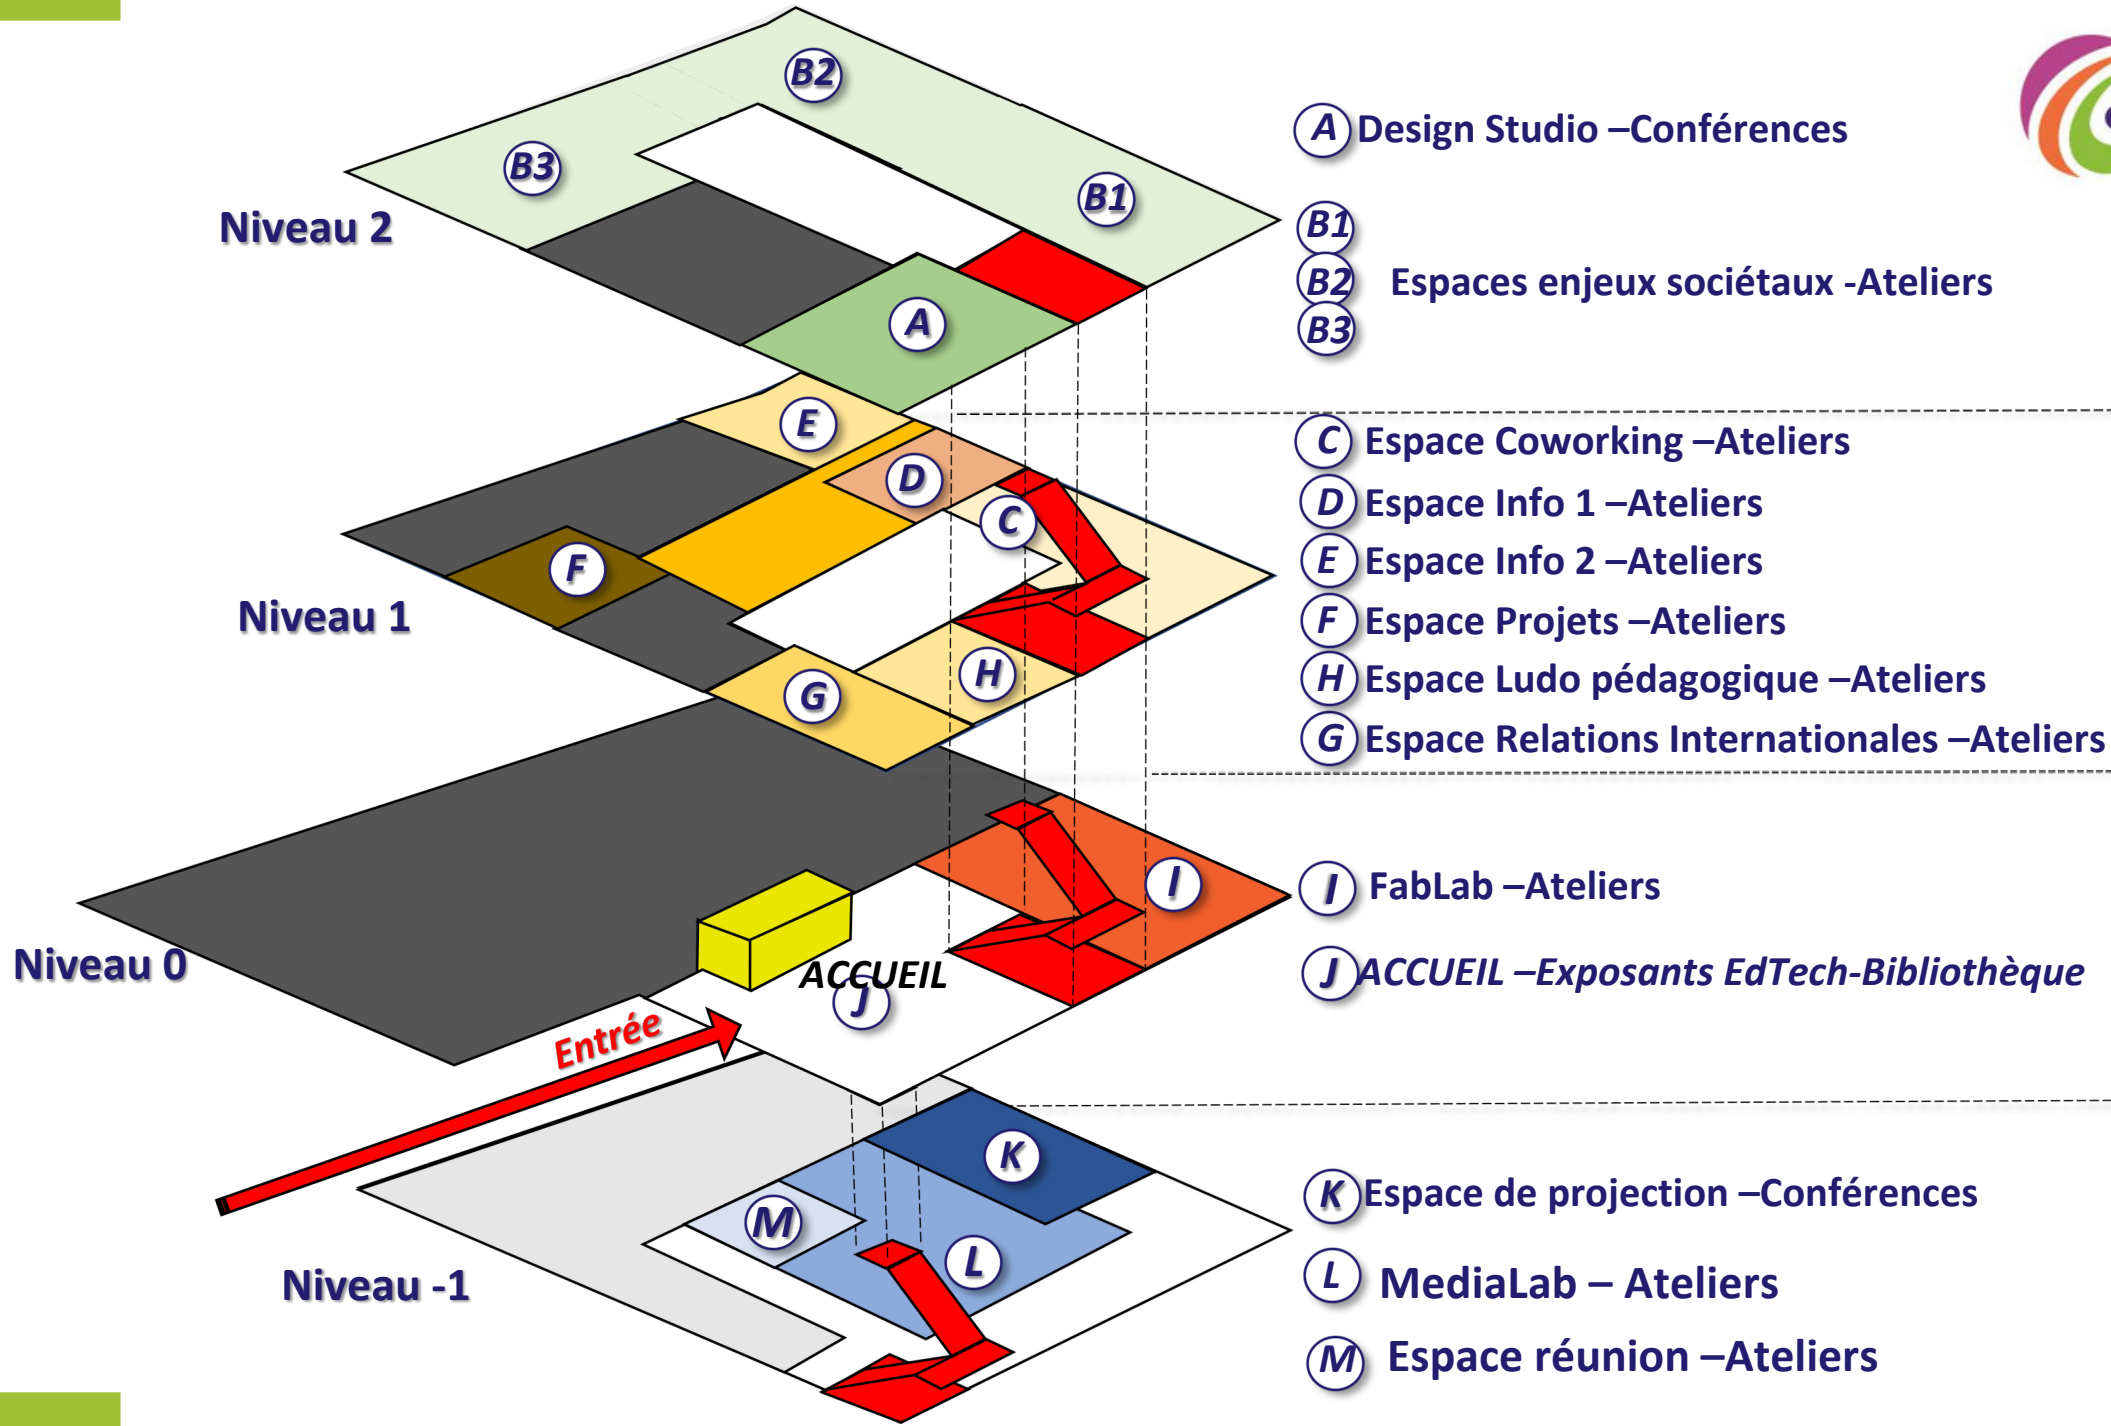 B2
B3
B1
Niveau 2
A
A Design Studio –Conférences
B1
B2 Espaces enjeux sociétaux -Ateliers
B3
E
D
C
F
H
G
Niveau 1
C Espace Coworking –Ateliers
D Espace Info 1 –Ateliers
E Espace Info 2 –Ateliers
F Espace Projets –Ateliers
H Espace Ludo pédagogique –Ateliers
G Espace Relations Internationales –Ateliers
I
Niveau 0
ACCUEIL
J
Entrée
I FabLab –Ateliers
J ACCUEIL –Exposants EdTech-Bibliothèque
K
M
L
Niveau -1
K Espace de projection –Conférences
L MediaLab – Ateliers
M Espace réunion –Ateliers